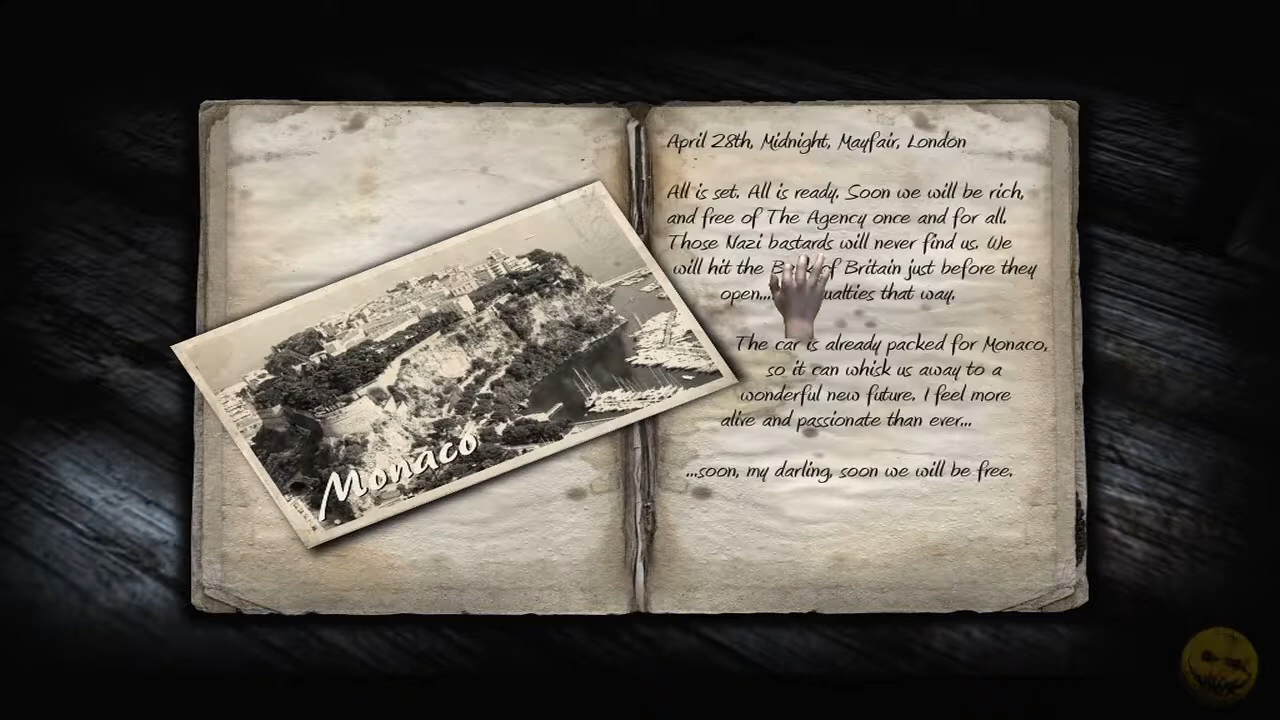 April 28th, Midnight, Mayfair, London
All is set. All is ready. Soon we will be rich,
and free of The Agency once and for all.
Those Nazi bastards will never find us. We
will hit the of Britain just before they
open... that way.
The car is already packed for Monaco,
so it can whisk us away to a
wonderful new future. I feel more
alive and passionate than ever...
...soon, my darling, soon we will be free.
Monaco